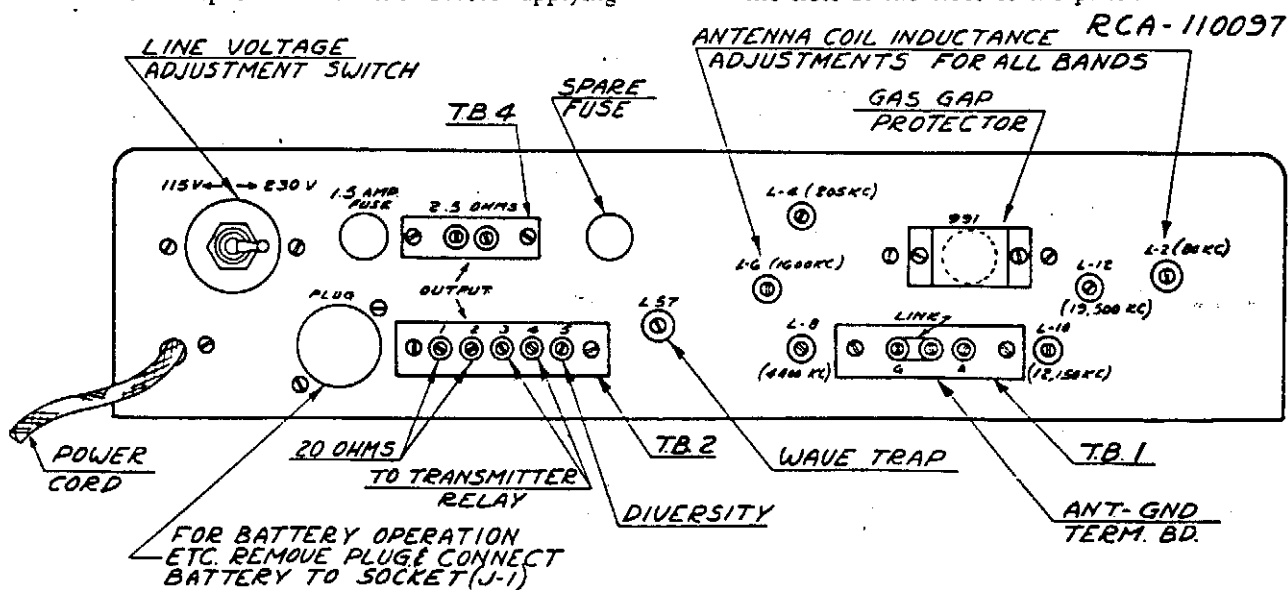 applying
RCA-110097
LINE VOLTAGE
ADJUSTMENT SWITCH
T.B.4
SPARE
FUSE
ANTENNA COIL INDUCTANCE
ADJUSTMENTS FOR ALL BANDS
GAS GAP
PROTECTOR
115V
230V
1.5 AMP.
FUSE
2.5 OHMS
L-4 (205KC)
991
L-6 (1600KC)
L-12
(19,500 KC)
L-2 (80KC)
PLUG
OUTPUT
1 2 3 4 5
L57
L-8
(4400 KC)
LINK
G
A
L-10
(12,150KC)
POWER
CORD
20 OHMS
TO TRANSMITTER
RELAY
T.B.2
WAVE TRAP
T.B.1
DIVERSITY
ANT-GND
TERM. BD.
FOR BATTERY OPERATION
ETC. REMOVE PLUG & CONNECT
BATTERY TO SOCKET (J-1)